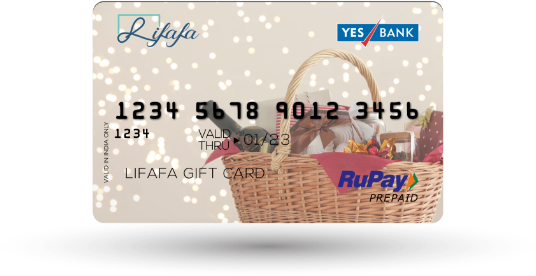 Lifafa
YES BANK
1234 5678 9012 3456
1234
VALID IN INDIA ONLY
VALID
THRU 01/23
LIFAFA GIFT CARD
RuPay
PREPAID